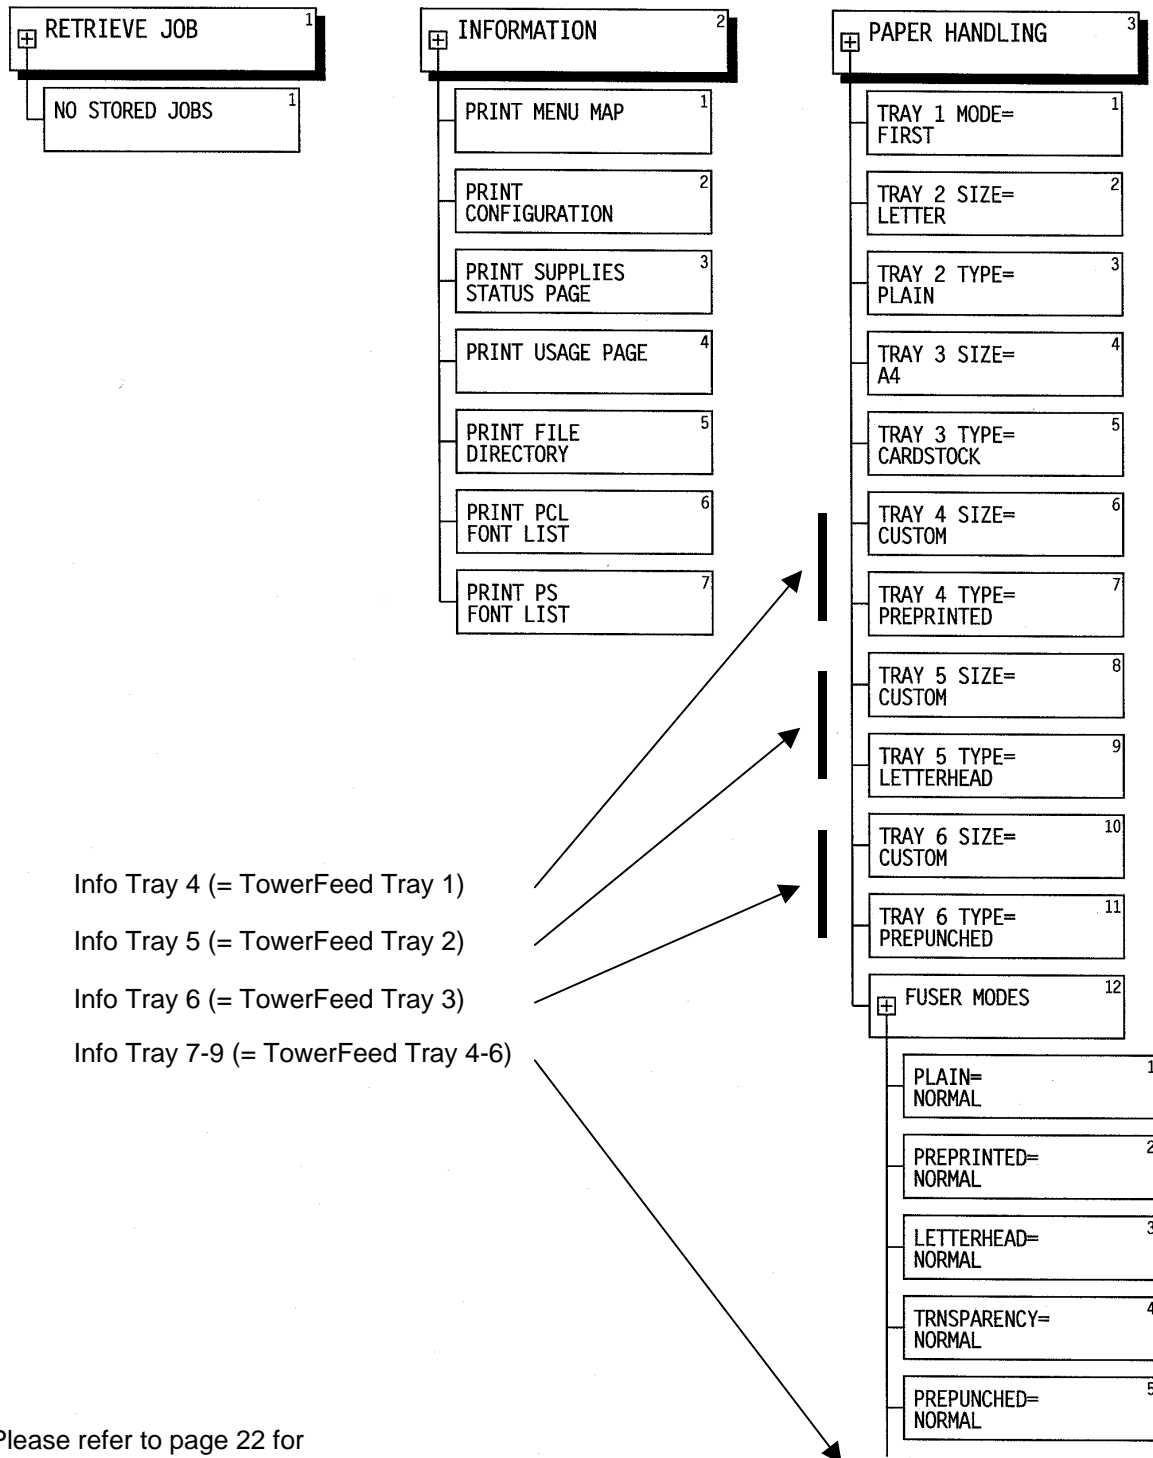 RETRIEVE JOB 1
NO STORED JOBS 1
INFORMATION 2
PRINT MENU MAP 1
PRINT 2
CONFIGURATION
PRINT SUPPLIES 3
STATUS PAGE
PRINT USAGE PAGE 4
PRINT FILE 5
DIRECTORY
PRINT PCL 6
FONT LIST
PRINT PS 7
FONT LIST
PAPER HANDLING 3
TRAY 1 MODE= 1
FIRST
TRAY 2 SIZE= 2
LETTER
TRAY 2 TYPE= 3
PLAIN
TRAY 3 SIZE= 4
A4
TRAY 3 TYPE= 5
CARDSTOCK
TRAY 4 SIZE= 6
CUSTOM
TRAY 4 TYPE= 7
PREPRINTED
TRAY 5 SIZE= 8
CUSTOM
TRAY 5 TYPE= 9
LETTERHEAD
TRAY 6 SIZE= 10
CUSTOM
TRAY 6 TYPE= 11
PREPUNCHED
FUSER MODES 12
PLAIN= 1
NORMAL
PREPRINTED= 2
NORMAL
LETTERHEAD= 3
NORMAL
TRNSPARENCY= 4
NORMAL
PREPUNCHED= 5
NORMAL
Info Tray 4 (= TowerFeed Tray 1)
Info Tray 5 (= TowerFeed Tray 2)
Info Tray 6 (= TowerFeed Tray 3)
Info Tray 7-9 (= TowerFeed Tray 4-6)
Please refer to page 22 for